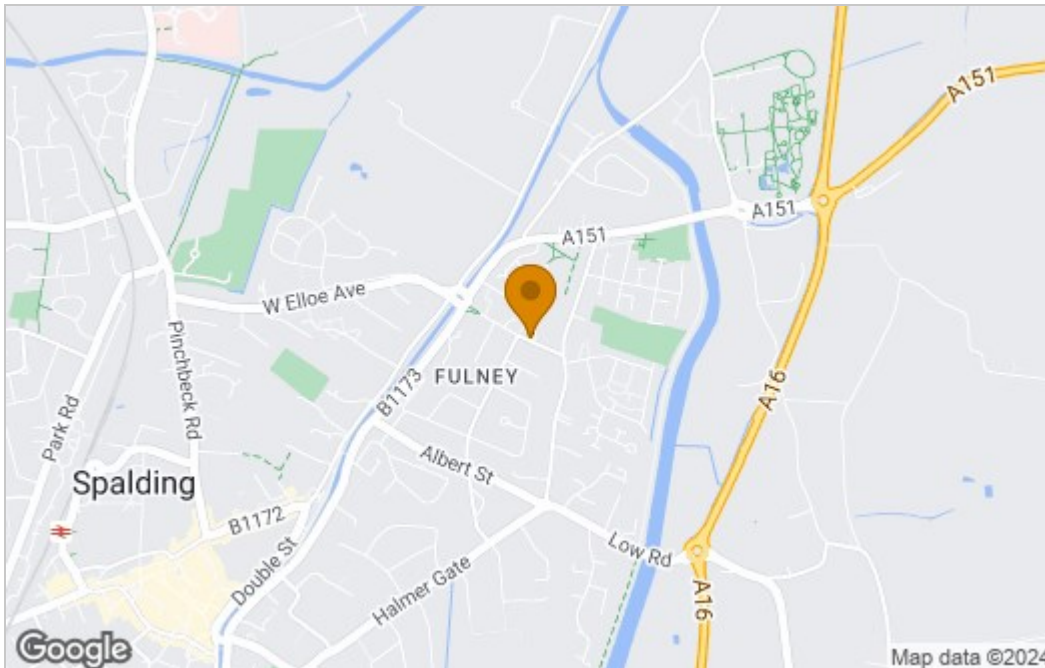 A151
A151
A151
W Elloe Ave
Pinchbeck Rd
FULNEY
B1173
A16
Park Rd
Albert St
Spalding
B1172
Low Rd
Double St
Halmer Gate
A16
Google
Map data ©2024